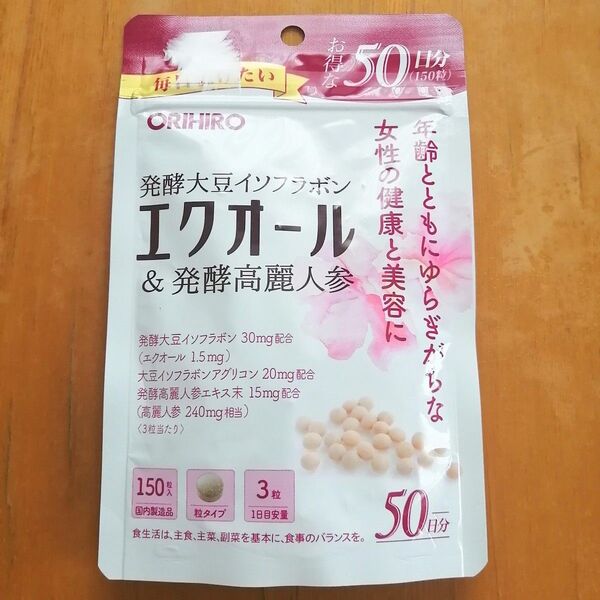 お得な
50日分
(150粒)
たい
ORIHIRO
年齢とともにゆらぎがちな
女性の健康と美容に
発酵大豆イソフラボン
エクオール
&発酵高麗人参
発酵大豆イソフラボン 30mg配合
(エクオール 1.5mg)
大豆イソフラボンアグリコン 20mg配合
発酵高麗人参エキス末 15mg配合
(高麗人参 240mg相当)
〈3粒当たり〉
150粒入
国内製造品
粒タイプ
3粒
1日目安量
50日分
食生活は、主食、主菜、副菜を基本に、食事のバランスを。